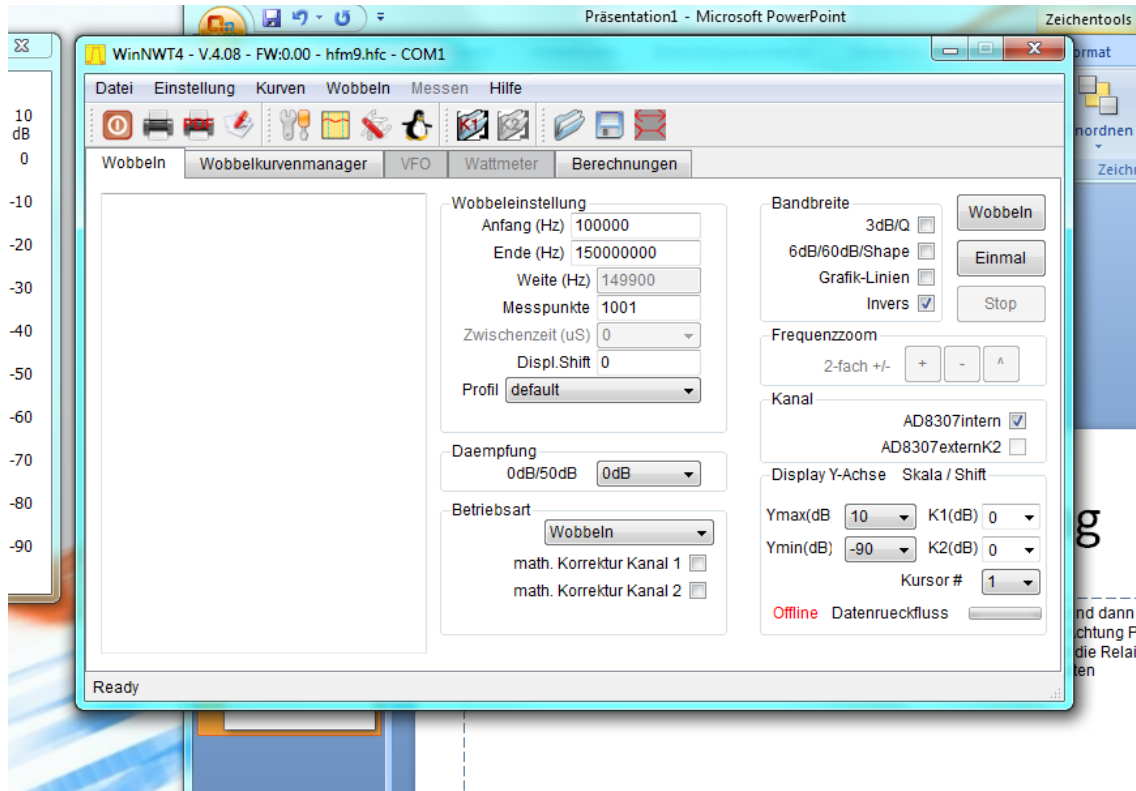 Präsentation1 - Microsoft PowerPoint
Zeichentools
10
dB
0
-10
-20
-30
-40
-50
-60
-70
-80
-90
WinNWT4 - V.4.08 - FW:0.00 - hfm9.hfc - COM1
Datei Einstellung Kurven Wobbeln Messen Hilfe
K1 K2
Wobbeln Wobbelkurvenmanager VFO Wattmeter Berechnungen
Wobbeleinstellung
Anfang (Hz) 100000
Ende (Hz) 150000000
Weite (Hz) 149900
Messpunkte 1001
Zwischenzeit (uS) 0
Displ.Shift 0
Profil default
Daempfung
0dB/50dB 0dB
Betriebsart
Wobbeln
math. Korrektur Kanal 1
math. Korrektur Kanal 2
Bandbreite
3dB/Q
6dB/60dB/Shape
Grafik-Linien
Invers
Wobbeln
Einmal
Stop
Frequenzzoom
2-fach +/- + - ^
Kanal
AD8307intern
AD8307externK2
Display Y-Achse Skala / Shift
Ymax(dB 10 K1(dB) 0
Ymin(dB) -90 K2(dB) 0
Kursor # 1
Offline Datenrueckfluss
Ready
ormat
nordnen
Zeichn
g
nd dann
chtung P
die Relai
ten